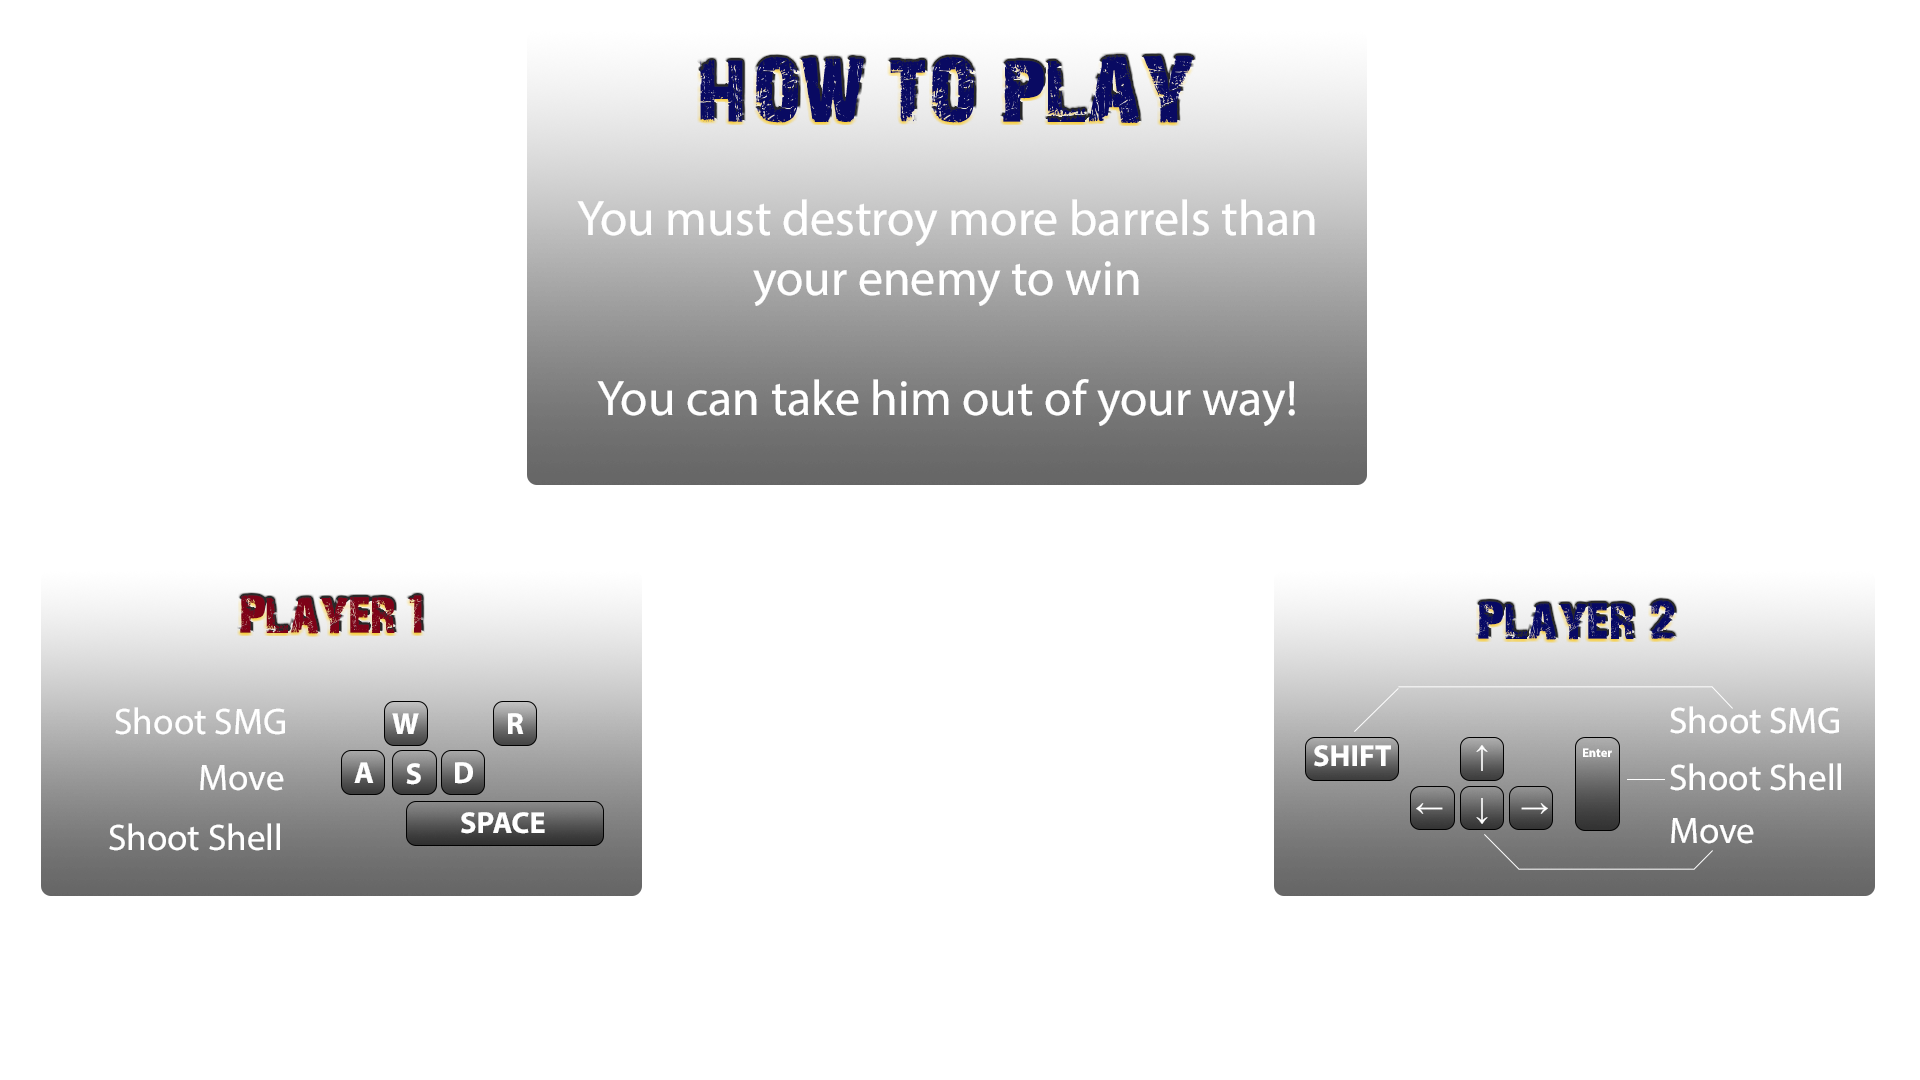 HOW TO PLAY
You must destroy more barrels than
your enemy to win
You can take him out of your way!
PLAYER 1
Shoot SMG W R
Move A S D
Shoot Shell SPACE
PLAYER 2
Shoot SMG
SHIFT ↑ Enter
Shoot Shell
← ↓ →
Move